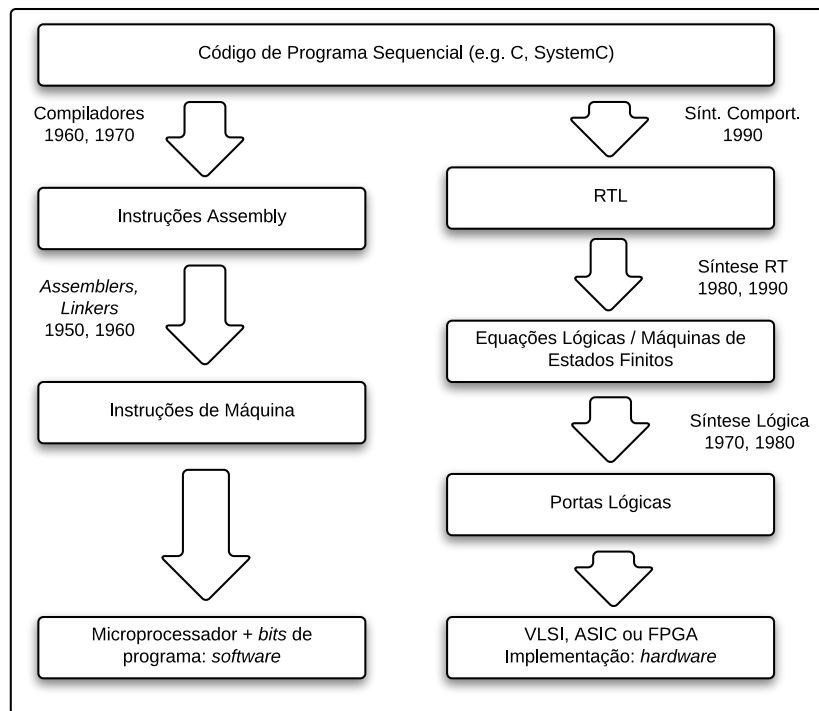 Código de Programa Sequencial (e.g. C, SystemC)
Compiladores
1960, 1970
Sínt. Comport.
1990
Instruções Assembly
RTL
Assemblers,
Linkers
1950, 1960
Síntese RT
1980, 1990
Equações Lógicas / Máquinas de
Estados Finitos
Instruções de Máquina
Síntese Lógica
1970, 1980
Portas Lógicas
Microprocessador + bits de
programa: software
VLSI, ASIC ou FPGA
Implementação: hardware